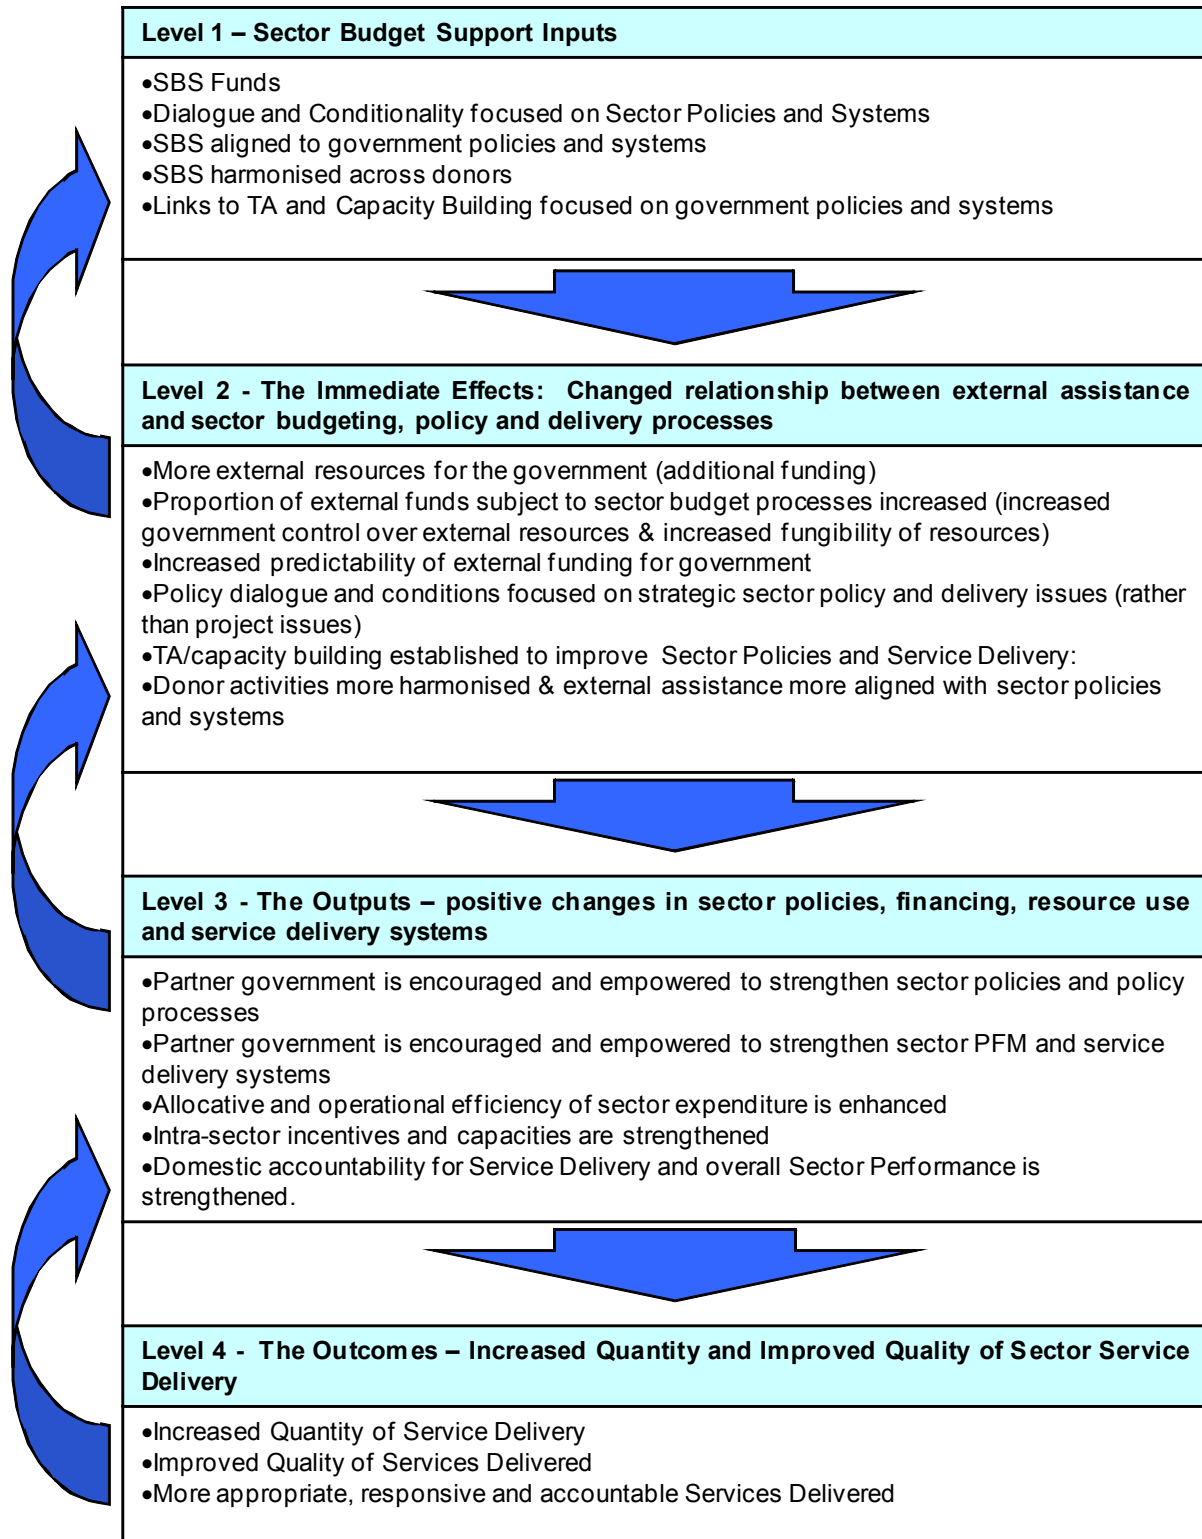 Level 1 – Sector Budget Support Inputs
•SBS Funds
•Dialogue and Conditionality focused on Sector Policies and Systems
•SBS aligned to government policies and systems
•SBS harmonised across donors
•Links to TA and Capacity Building focused on government policies and systems
Level 2 - The Immediate Effects: Changed relationship between external assistance
and sector budgeting, policy and delivery processes
•More external resources for the government (additional funding)
•Proportion of external funds subject to sector budget processes increased (increased
government control over external resources & increased fungibility of resources)
•Increased predictability of external funding for government
•Policy dialogue and conditions focused on strategic sector policy and delivery issues (rather
than project issues)
•TA/capacity building established to improve Sector Policies and Service Delivery:
•Donor activities more harmonised & external assistance more aligned with sector policies
and systems
Level 3 - The Outputs – positive changes in sector policies, financing, resource use
and service delivery systems
•Partner government is encouraged and empowered to strengthen sector policies and policy
processes
•Partner government is encouraged and empowered to strengthen sector PFM and service
delivery systems
•Allocative and operational efficiency of sector expenditure is enhanced
•Intra-sector incentives and capacities are strengthened
•Domestic accountability for Service Delivery and overall Sector Performance is
strengthened.
Level 4 - The Outcomes – Increased Quantity and Improved Quality of Sector Service
Delivery
•Increased Quantity of Service Delivery
•Improved Quality of Services Delivered
•More appropriate, responsive and accountable Services Delivered